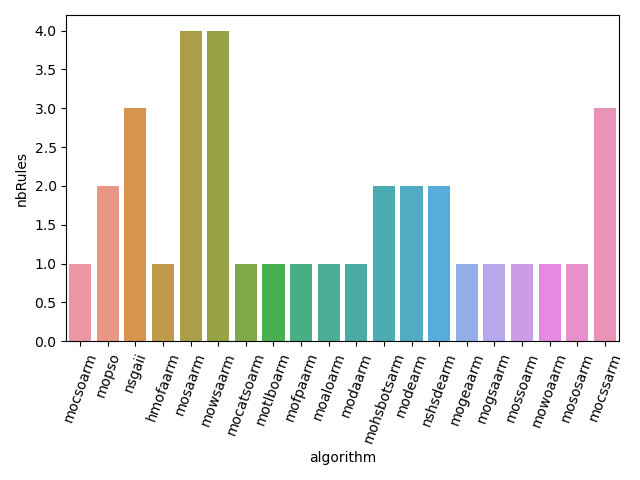 4.0
3.5
3.0
2.5
2.0
1.5
1.0
0.5
0.0
nbRules
mocsoarm
mopso
nsgaii
hmofaarm
mosaarm
mowsaarm
mocatsoarm
motlboarm
mofpaarm
moaloarm
modaarm
mohsbotsarm
modearm
nshsdearm
mogeaarm
mogsaarm
mossoarm
mowoaarm
mososarm
mocssarm
algorithm